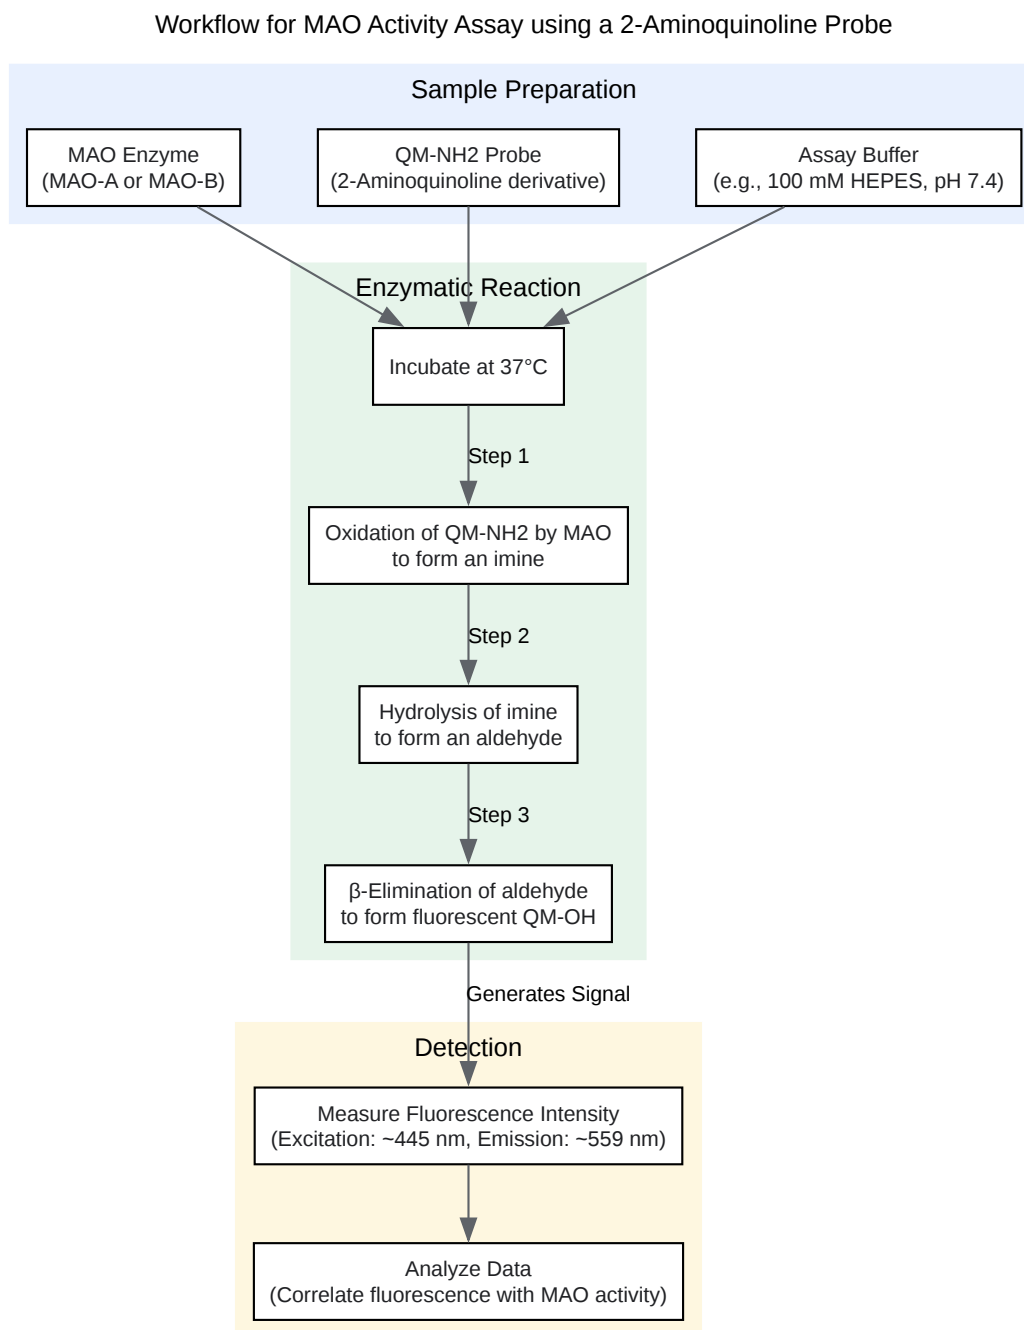 Workflow for MAO Activity Assay using a 2-Aminoquinoline Probe
Sample Preparation
MAO Enzyme
(MAO-A or MAO-B)
QM-NH2 Probe
(2-Aminoquinoline derivative)
Assay Buffer
(e.g., 100 mM HEPES, pH 7.4)
Enzymatic Reaction
Incubate at 37°C
Step 1
Oxidation of QM-NH2 by MAO
to form an imine
Step 2
Hydrolysis of imine
to form an aldehyde
Step 3
β-Elimination of aldehyde
to form fluorescent QM-OH
Generates Signal
Detection
Measure Fluorescence Intensity
(Excitation: ~445 nm, Emission: ~559 nm)
Analyze Data
(Correlate fluorescence with MAO activity)